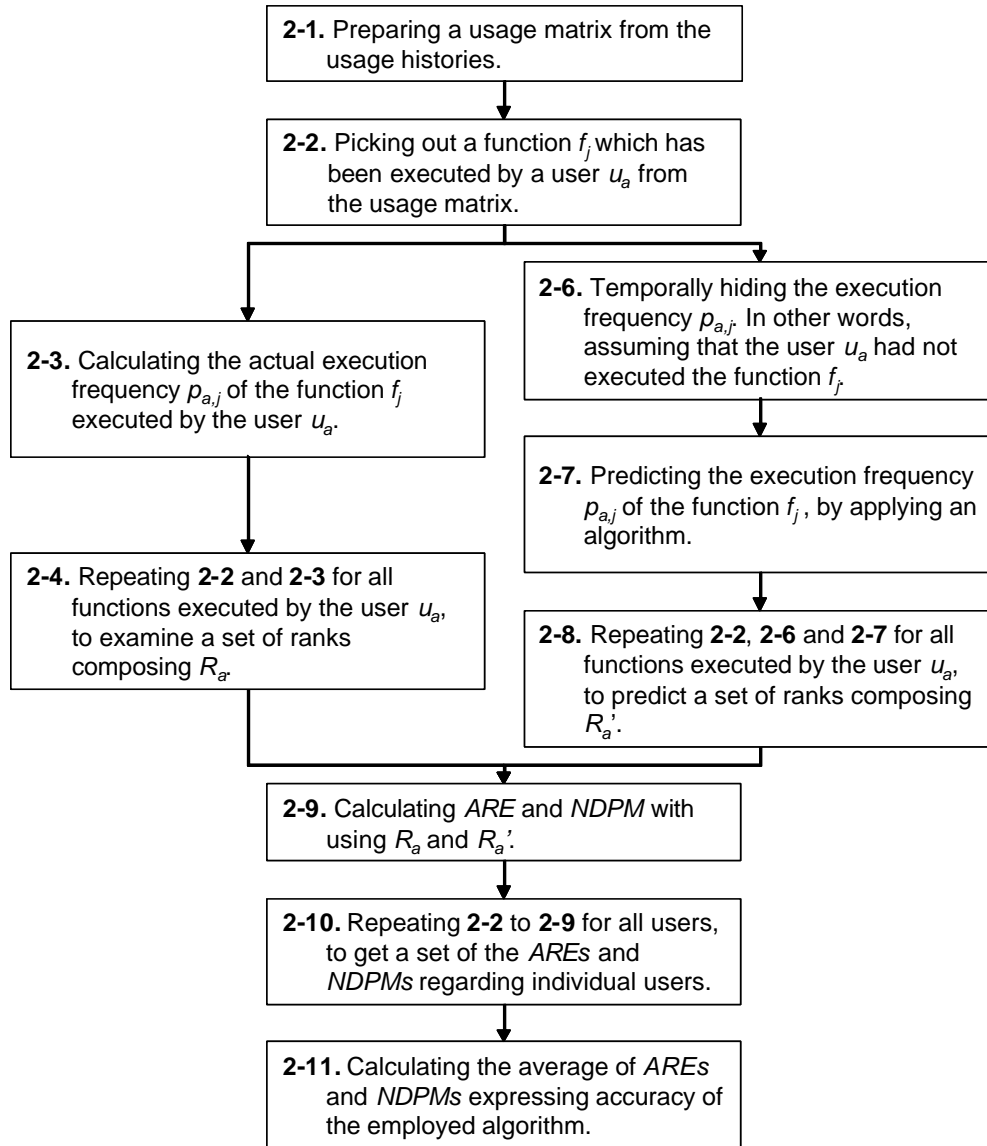 2-1. Preparing a usage matrix from the
usage histories.
2-2. Picking out a function fj which has
been executed by a user ua from
the usage matrix.
2-3. Calculating the actual execution
frequency pa,j of the function fj
executed by the user ua.
2-4. Repeating 2-2 and 2-3 for all
functions executed by the user ua,
to examine a set of ranks
composing Ra.
2-6. Temporally hiding the execution
frequency pa,j. In other words,
assuming that the user ua had not
executed the function fj.
2-7. Predicting the execution frequency
pa,j of the function fj , by applying an
algorithm.
2-8. Repeating 2-2, 2-6 and 2-7 for all
functions executed by the user ua,
to predict a set of ranks composing
Ra’.
2-9. Calculating ARE and NDPM with
using Ra and Ra’.
2-10. Repeating 2-2 to 2-9 for all users,
to get a set of the AREs and
NDPMs regarding individual users.
2-11. Calculating the average of AREs
and NDPMs expressing accuracy of
the employed algorithm.